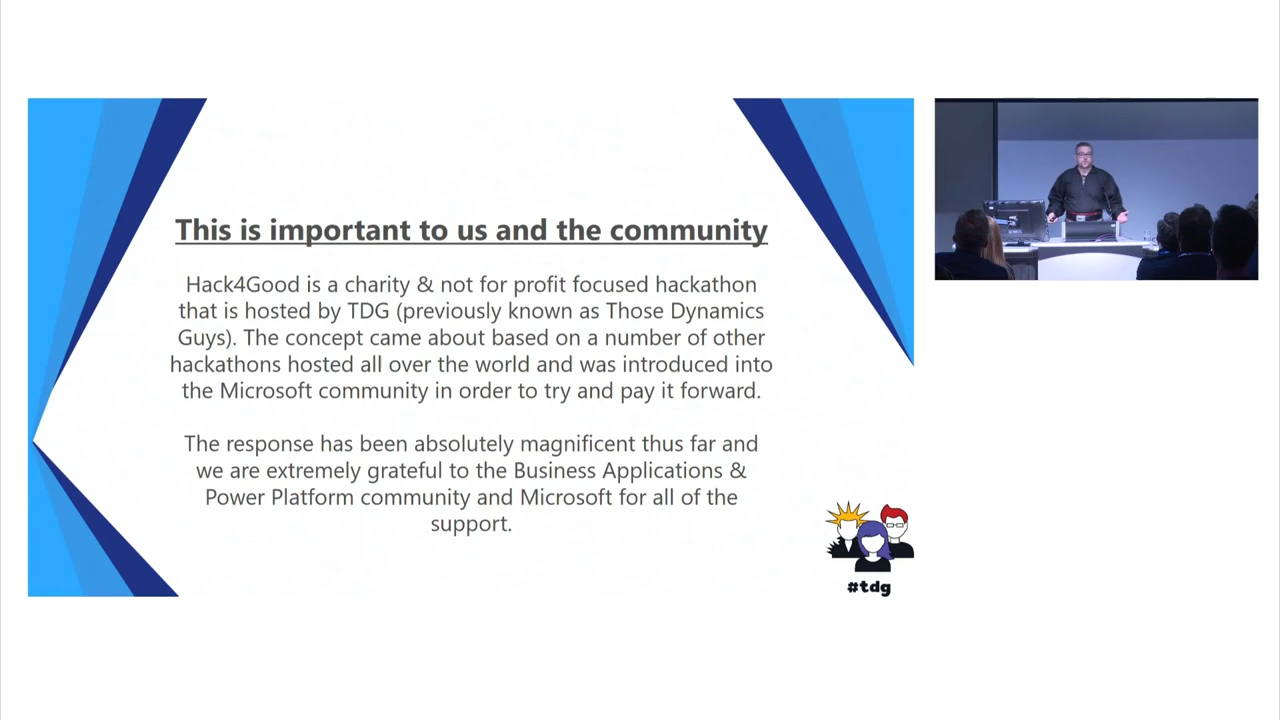 This is important to us and the community
Hack4Good is a charity & not for profit focused hackathon
that is hosted by TDG (previously known as Those Dynamics
Guys). The concept came about based on a number of other
hackathons hosted all over the world and was introduced into
the Microsoft community in order to try and pay it forward.
The response has been absolutely magnificent thus far and
we are extremely grateful to the Business Applications &
Power Platform community and Microsoft for all of the
support.
#tdg